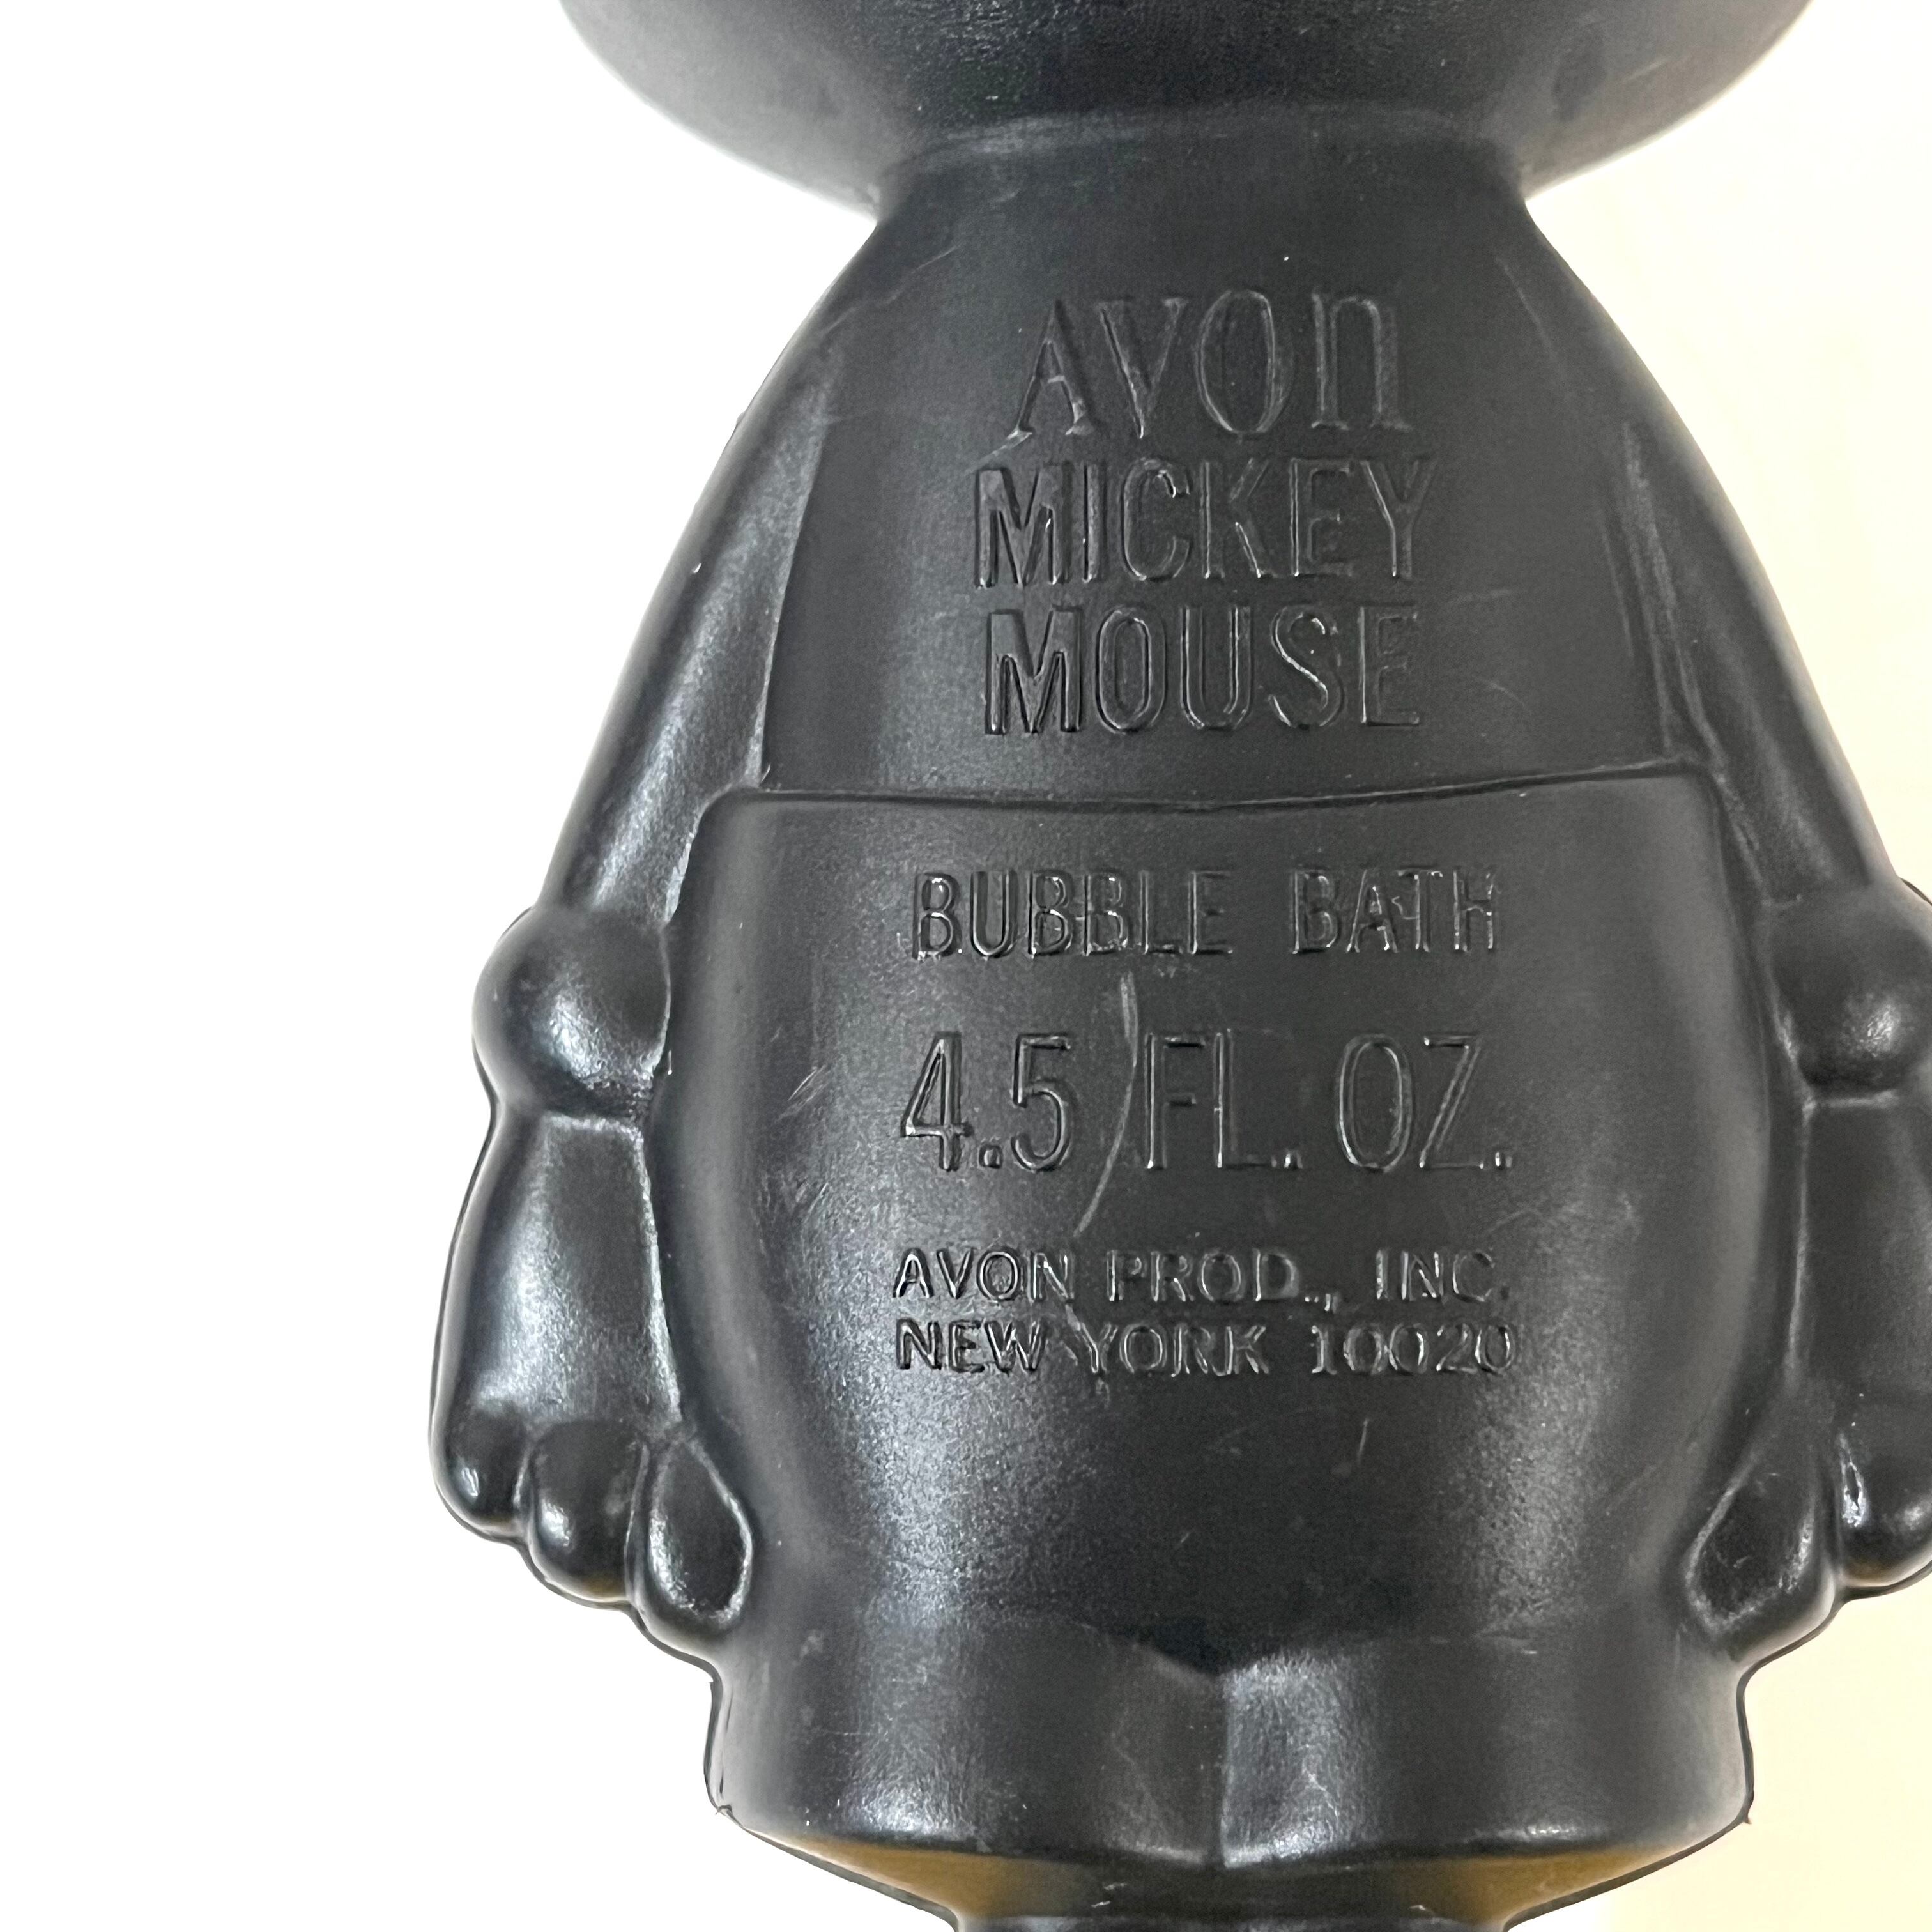 AVON
MICKEY
MOUSE
BUBBLE BATH
4.5 FL. OZ.
AVON PROD., INC.
NEW YORK 10020